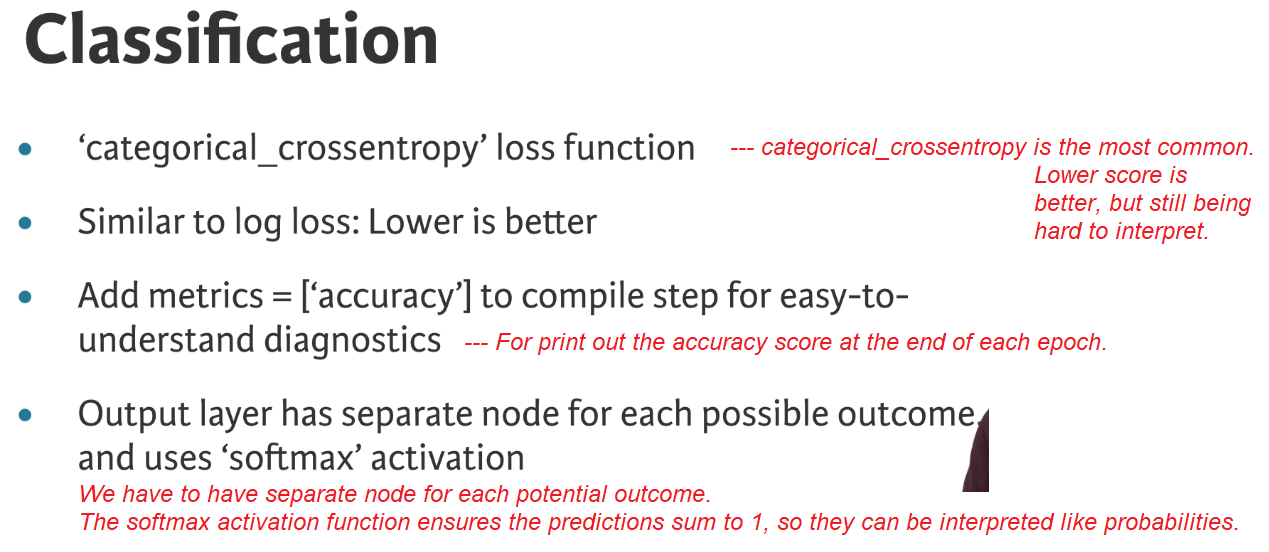 Classification
• ‘categorical_crossentropy’ loss function --- categorical_crossentropy is the most common.
Lower score is
better, but still being
hard to interpret.
• Similar to log loss: Lower is better
• Add metrics = [‘accuracy’] to compile step for easy-to-
understand diagnostics --- For print out the accuracy score at the end of each epoch.
• Output layer has separate node for each possible outcome,
and uses ‘softmax’ activation
We have to have separate node for each potential outcome.
The softmax activation function ensures the predictions sum to 1, so they can be interpreted like probabilities.